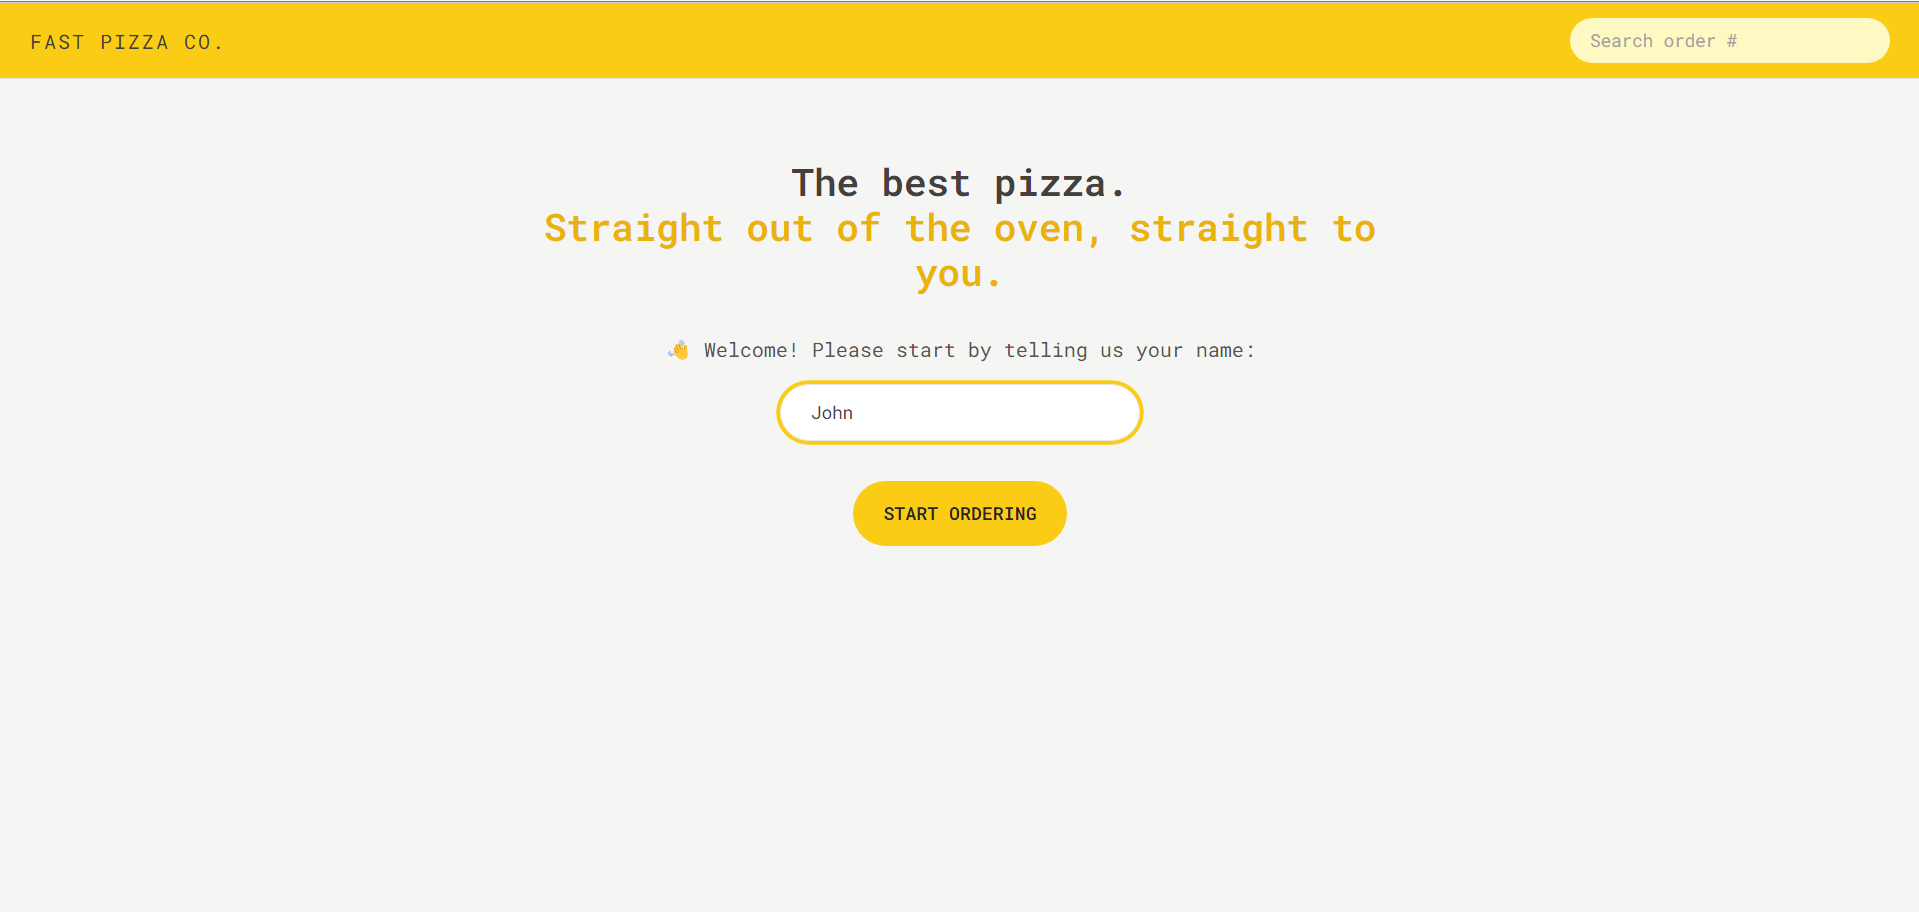 FAST PIZZA CO.
Search order #
The best pizza.
Straight out of the oven, straight to
you.
👋 Welcome! Please start by telling us your name:
John
START ORDERING